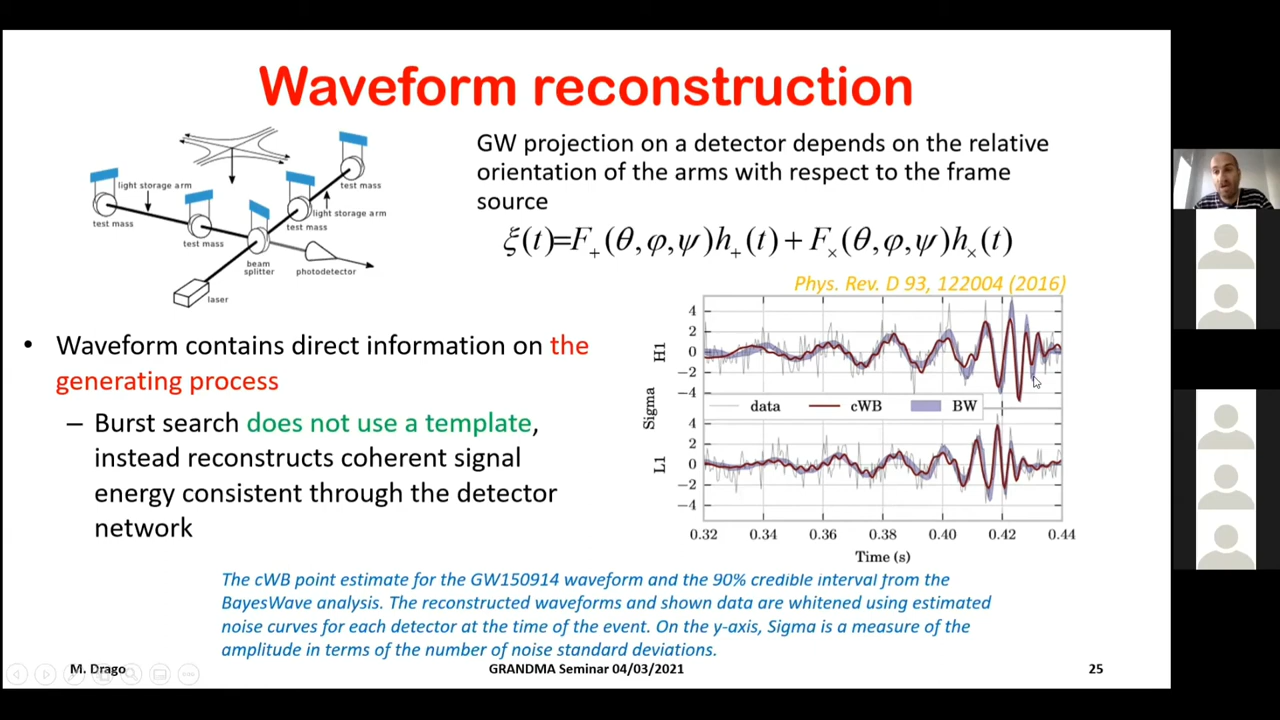 Waveform reconstruction
light storage arm
test mass
test mass
test mass
light storage arm
test mass
beam
splitter
photodetector
laser
GW projection on a detector depends on the relative
orientation of the arms with respect to the frame
source
ξ(t)=F+(θ,φ,ψ)h+(t)+F×(θ,φ,ψ)h×(t)
Phys. Rev. D 93, 122004 (2016)
• Waveform contains direct information on the
generating process
– Burst search does not use a template,
instead reconstructs coherent signal
energy consistent through the detector
network
Sigma
H1
4
2
0
−2
−4
data
cWB
BW
L1
4
2
0
−2
−4
0.32 0.34 0.36 0.38 0.40 0.42 0.44
Time (s)
The cWB point estimate for the GW150914 waveform and the 90% credible interval from the
BayesWave analysis. The reconstructed waveforms and shown data are whitened using estimated
noise curves for each detector at the time of the event. On the y-axis, Sigma is a measure of the
amplitude in terms of the number of noise standard deviations.
M. Drago
GRANDMA Seminar 04/03/2021
25